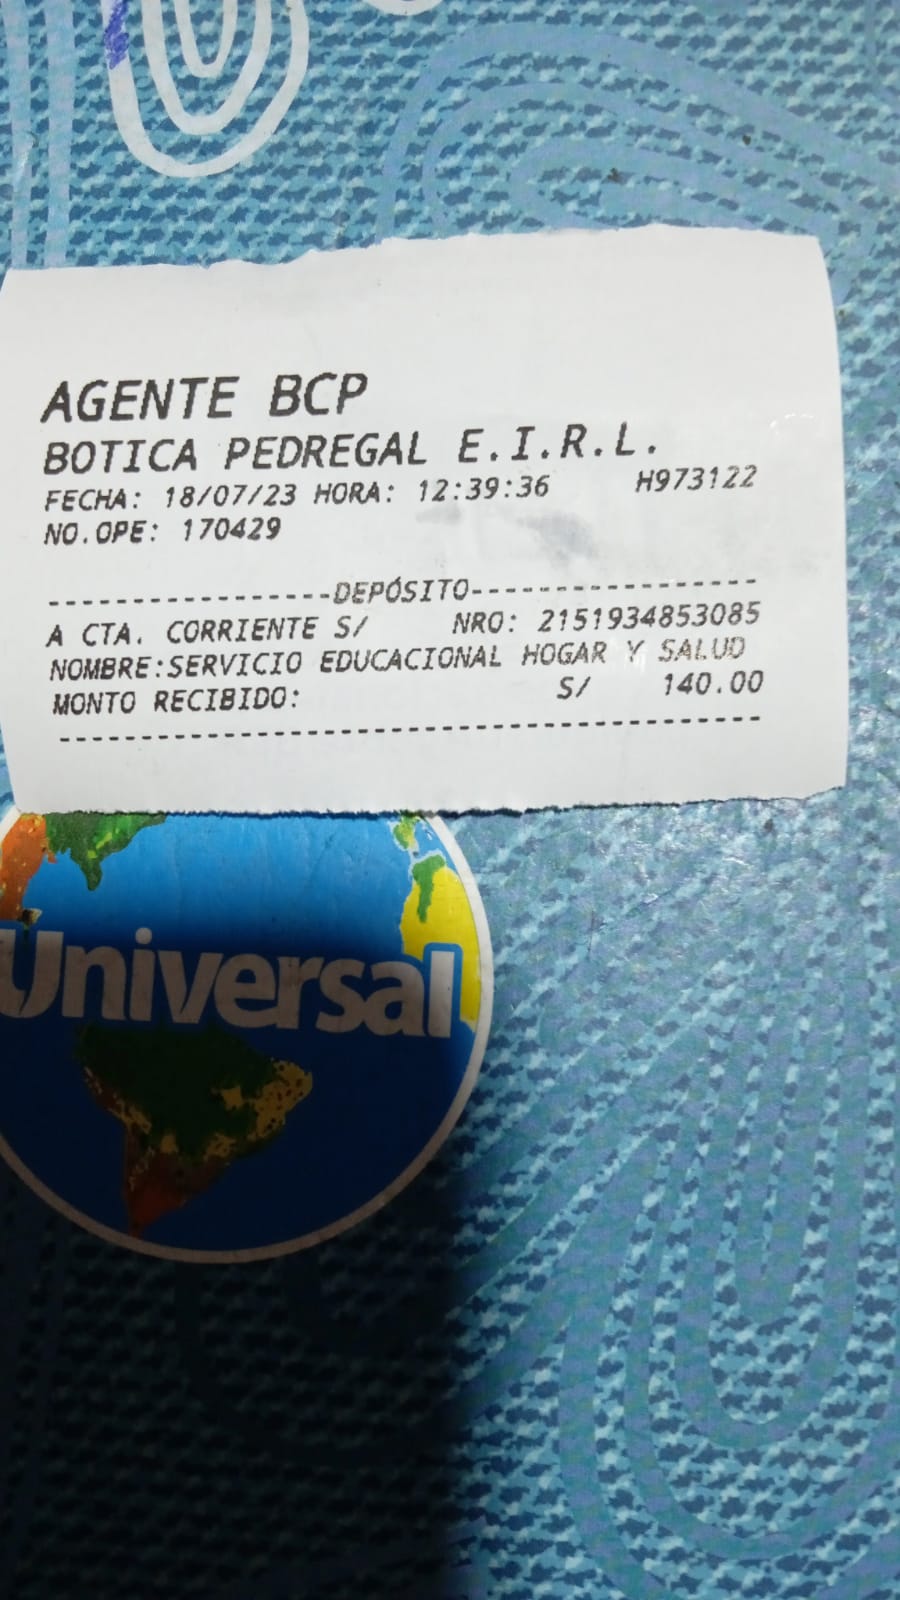 AGENTE BCP
BOTICA PEDREGAL E.I.R.L.
FECHA: 18/07/23 HORA: 12:39:36 H973122
NO.OPE: 170429
-----------------DEPÓSITO-----------------
A CTA. CORRIENTE S/ NRO: 2151934853085
NOMBRE:SERVICIO EDUCACIONAL HOGAR Y SALUD
MONTO RECIBIDO: S/ 140.00
------------------------------------------
Universal